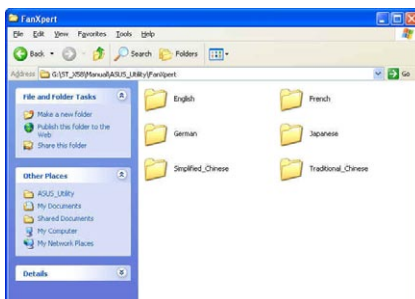 FanXpert
File Edit View Favorites Tools Help
Back Search Folders
Address G:\ST_X58\Manual\ASUS_Utility\FanXpert Go
File and Folder Tasks
Make a new folder
Publish this folder to the
Web
Share this folder
Other Places
ASUS_Utility
My Documents
Shared Documents
My Computer
My Network Places
Details
English French
German Japanese
Simplified_Chinese Traditional_Chinese